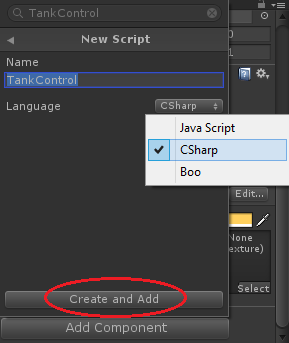 TankControl
New Script
Name
TankControl
Language
CSharp
Java Script
CSharp
Boo
Edit...
None
exture)
Select
Create and Add
Add Component